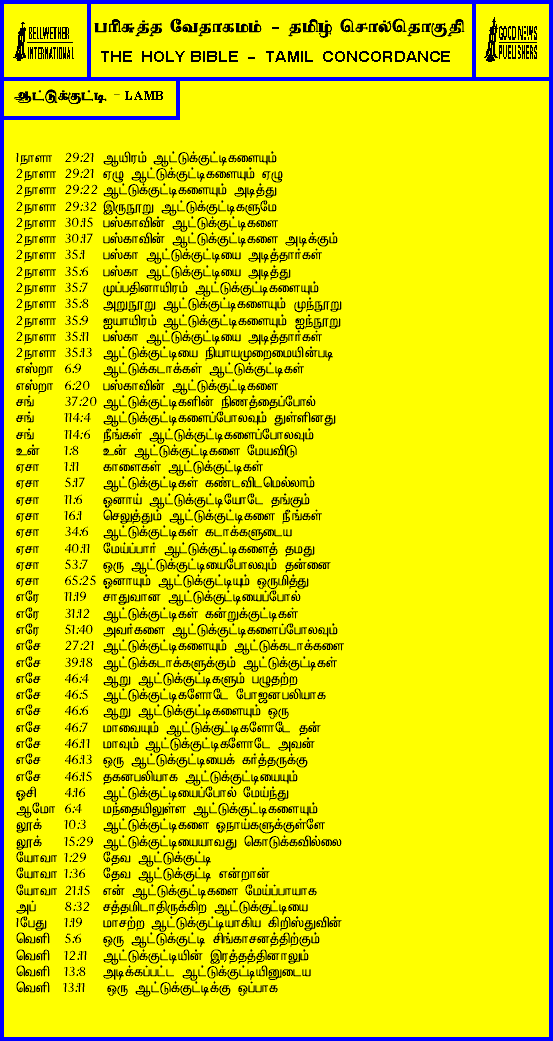 BELLWETHER INTERNATIONAL
பரிசுத்த வேதாகமம் - தமிழ் சொல்தொகுதி
THE HOLY BIBLE - TAMIL CONCORDANCE
GOOD NEWS PUBLISHERS
ஆட்டுக்குட்டி - LAMB
1நாளா 29:21 ஆயிரம் ஆட்டுக்குட்டிகளையும்
2நாளா 29:21 ஏழு ஆட்டுக்குட்டிகளையும் ஏழு
2நாளா 29:22 ஆட்டுக்குட்டிகளையும் அடித்து
2நாளா 29:32 இருநூறு ஆட்டுக்குட்டிகளுமே
2நாளா 30:15 பஸ்காவின் ஆட்டுக்குட்டிகளை
2நாளா 30:17 பஸ்காவின் ஆட்டுக்குட்டிகளை அடிக்கும்
2நாளா 35:1 பஸ்கா ஆட்டுக்குட்டியை அடித்தார்கள்
2நாளா 35:6 பஸ்கா ஆட்டுக்குட்டியை அடித்து
2நாளா 35:7 முப்பதினாயிரம் ஆட்டுக்குட்டிகளையும்
2நாளா 35:8 அறுநூறு ஆட்டுக்குட்டிகளையும் முந்நூறு
2நாளா 35:9 ஐயாயிரம் ஆட்டுக்குட்டிகளையும் ஐந்நூறு
2நாளா 35:11 பஸ்கா ஆட்டுக்குட்டியை அடித்தார்கள்
2நாளா 35:13 ஆட்டுக்குட்டியை நியாயமுறைமையின்படி
எஸ்றா 6:9 ஆட்டுக்கடாக்கள் ஆட்டுக்குட்டிகள்
எஸ்றா 6:20 பஸ்காவின் ஆட்டுக்குட்டிகளை
சங் 37:20 ஆட்டுக்குட்டிகளின் நிணத்தைப்போல்
சங் 114:4 ஆட்டுக்குட்டிகளைப்போலவும் துள்ளினது
சங் 114:6 நீங்கள் ஆட்டுக்குட்டிகளைப்போலவும்
உன் 1:8 உன் ஆட்டுக்குட்டிகளை மேயவிடு
ஏசா 1:11 காளைகள் ஆட்டுக்குட்டிகள்
ஏசா 5:17 ஆட்டுக்குட்டிகள் கண்டவிடமெல்லாம்
ஏசா 11:6 ஓனாய் ஆட்டுக்குட்டியோடே தங்கும்
ஏசா 16:1 செலுத்தும் ஆட்டுக்குட்டிகளை நீங்கள்
ஏசா 34:6 ஆட்டுக்குட்டிகள் கடாக்களுடைய
ஏசா 40:11 மேய்ப்பார் ஆட்டுக்குட்டிகளைத் தமது
ஏசா 53:7 ஒரு ஆட்டுக்குட்டியைபோலவும் தன்னை
ஏசா 65:25 ஓனாயும் ஆட்டுக்குட்டியும் ஒருமித்து
எரே 11:19 சாதுவான ஆட்டுக்குட்டியைப்போல்
எரே 31:12 ஆட்டுக்குட்டிகள் கன்றுக்குட்டிகள்
எரே 51:40 அவர்களை ஆட்டுக்குட்டிகளைப்போலவும்
எசே 27:21 ஆட்டுக்குட்டிகளையும் ஆட்டுக்கடாக்களை
எசே 39:18 ஆட்டுக்கடாக்களுக்கும் ஆட்டுக்குட்டிகள்
எசே 46:4 ஆறு ஆட்டுக்குட்டிகளும் பழுதற்ற
எசே 46:5 ஆட்டுக்குட்டிகளோடே போஜனபலியாக
எசே 46:6 ஆறு ஆட்டுக்குட்டிகளையும் ஒரு
எசே 46:7 மாவையும் ஆட்டுக்குட்டிகளோடே தன்
எசே 46:11 மாவும் ஆட்டுக்குட்டிகளோடே அவன்
எசே 46:13 ஒரு ஆட்டுக்குட்டியைக் கர்த்தருக்கு
எசே 46:15 தகனபலியாக ஆட்டுக்குட்டியையும்
ஓசி 4:16 ஆட்டுக்குட்டியைப்போல் மேய்ந்து
ஆமோ 6:4 மந்தையிலுள்ள ஆட்டுக்குட்டிகளையும்
லூக் 10:3 ஆட்டுக்குட்டிகளை ஓநாய்களுக்குள்ளே
லூக் 15:29 ஆட்டுக்குட்டியையாவது கொடுக்கவில்லை
யோவா 1:29 தேவ ஆட்டுக்குட்டி
யோவா 1:36 தேவ ஆட்டுக்குட்டி என்றான்
யோவா 21:15 என் ஆட்டுக்குட்டிகளை மேய்ப்பாயாக
அப் 8:32 சத்தமிடாதிருக்கிற ஆட்டுக்குட்டியை
1பேது 1:19 மாசற்ற ஆட்டுக்குட்டியாகிய கிறிஸ்துவின்
வெளி 5:6 ஒரு ஆட்டுக்குட்டி சிங்காசனத்திற்கும்
வெளி 12:11 ஆட்டுக்குட்டியின் இரத்தத்தினாலும்
வெளி 13:8 அடிக்கப்பட்ட ஆட்டுக்குட்டியினுடைய
வெளி 13:11 ஒரு ஆட்டுக்குட்டிக்கு ஒப்பாக